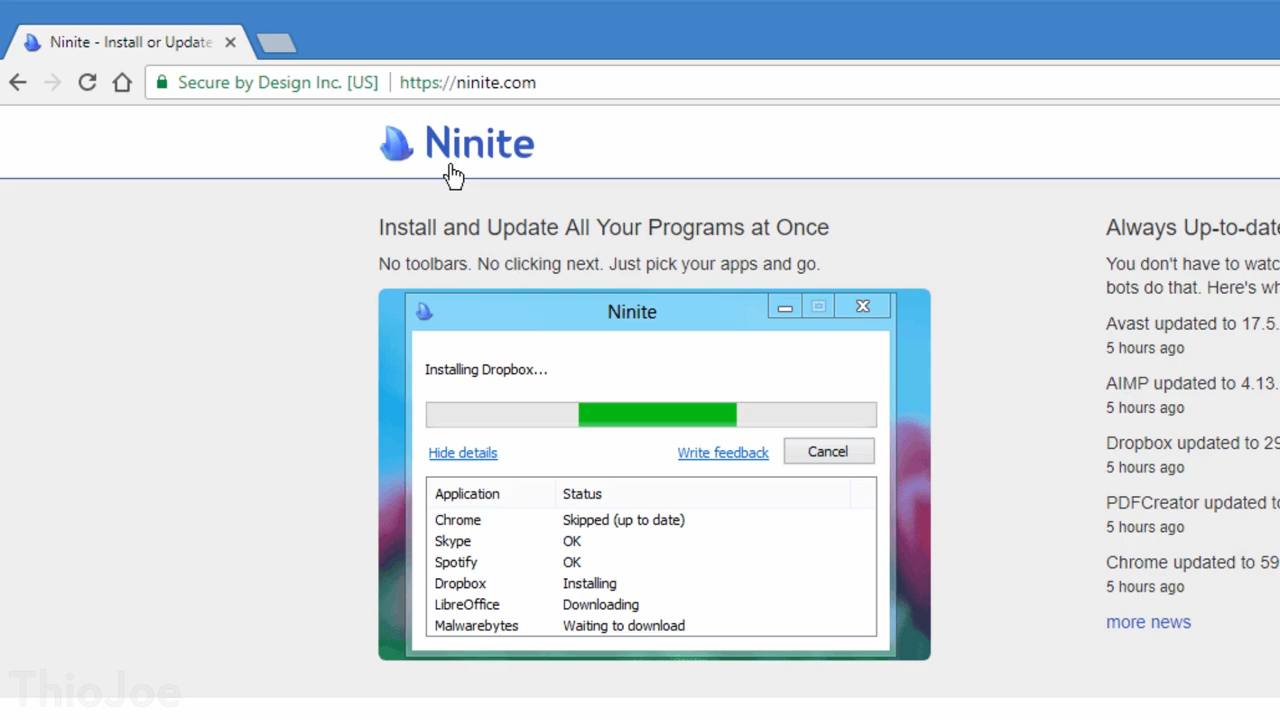 Ninite - Install or Update
Secure by Design Inc. [US] https://ninite.com
Ninite
Install and Update All Your Programs at Once
No toolbars. No clicking next. Just pick your apps and go.
Ninite
Installing Dropbox...
Hide details Write feedback Cancel
Application Status
Chrome Skipped (up to date)
Skype OK
Spotify OK
Dropbox Installing
LibreOffice Downloading
Malwarebytes Waiting to download
Always Up-to-date
You don't have to watc
bots do that. Here's wh
Avast updated to 17.5.
5 hours ago
AIMP updated to 4.13.
5 hours ago
Dropbox updated to 29
5 hours ago
PDFCreator updated to
5 hours ago
Chrome updated to 59
5 hours ago
more news
ThioJoe